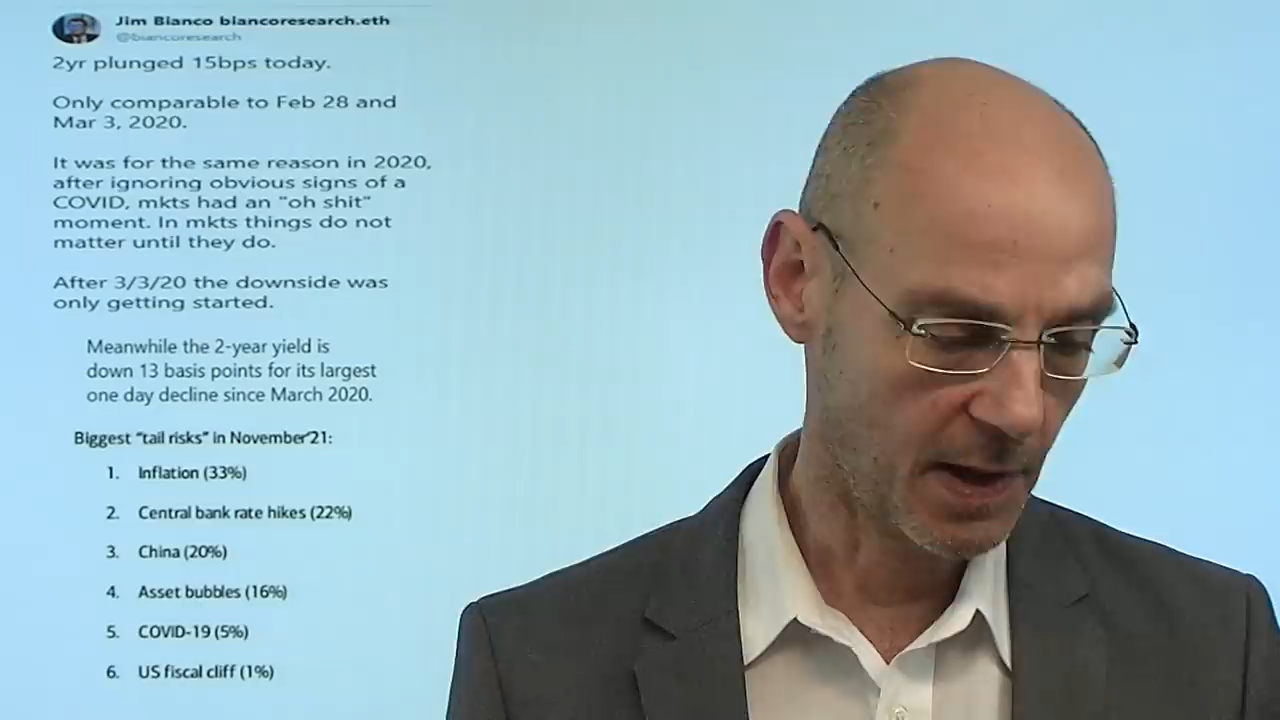 Jim Bianco biancoresearch.eth
@biancoresearch
2yr plunged 15bps today.
Only comparable to Feb 28 and
Mar 3, 2020.
It was for the same reason in 2020,
after ignoring obvious signs of a
COVID, mkts had an "oh shit"
moment. In mkts things do not
matter until they do.
After 3/3/20 the downside was
only getting started.
Meanwhile the 2-year yield is
down 13 basis points for its largest
one day decline since March 2020.
Biggest “tail risks” in November'21:
1. Inflation (33%)
2. Central bank rate hikes (22%)
3. China (20%)
4. Asset bubbles (16%)
5. COVID-19 (5%)
6. US fiscal cliff (1%)